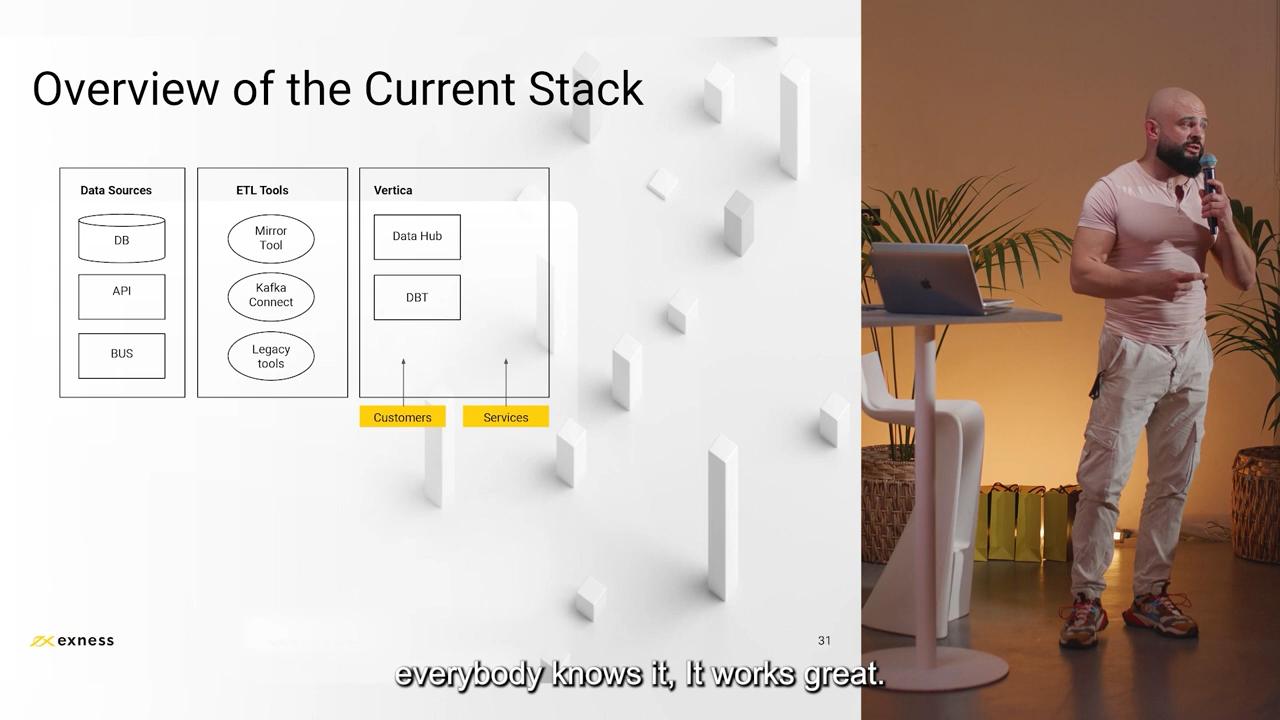 Overview of the Current Stack
Data Sources
DB
API
BUS
ETL Tools
Mirror
Tool
Kafka
Connect
Legacy
tools
Vertica
Data Hub
DBT
Customers
Services
exness
31
everybody knows it, It works great.